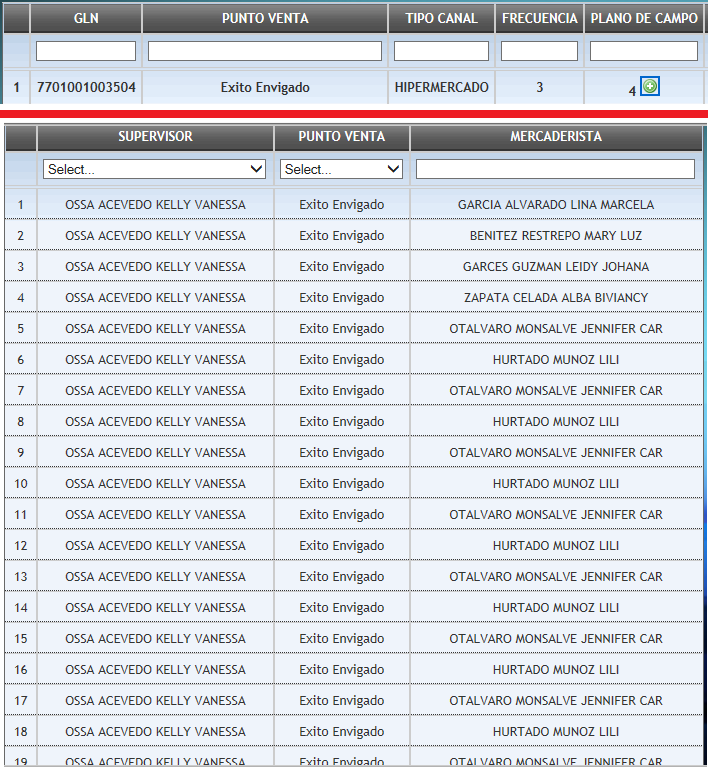 GLN PUNTO VENTA TIPO CANAL FRECUENCIA PLANO DE CAMPO
1 7701001003504 Exito Envigado HIPERMERCADO 3 4
SUPERVISOR PUNTO VENTA MERCADERISTA
Select... Select...
1 OSSA ACEVEDO KELLY VANESSA Exito Envigado GARCIA ALVARADO LINA MARCELA
2 OSSA ACEVEDO KELLY VANESSA Exito Envigado BENITEZ RESTREPO MARY LUZ
3 OSSA ACEVEDO KELLY VANESSA Exito Envigado GARCES GUZMAN LEIDY JOHANA
4 OSSA ACEVEDO KELLY VANESSA Exito Envigado ZAPATA CELADA ALBA BIVIANCY
5 OSSA ACEVEDO KELLY VANESSA Exito Envigado OTALVARO MONSALVE JENNIFER CAR
6 OSSA ACEVEDO KELLY VANESSA Exito Envigado HURTADO MUNOZ LILI
7 OSSA ACEVEDO KELLY VANESSA Exito Envigado OTALVARO MONSALVE JENNIFER CAR
8 OSSA ACEVEDO KELLY VANESSA Exito Envigado HURTADO MUNOZ LILI
9 OSSA ACEVEDO KELLY VANESSA Exito Envigado OTALVARO MONSALVE JENNIFER CAR
10 OSSA ACEVEDO KELLY VANESSA Exito Envigado HURTADO MUNOZ LILI
11 OSSA ACEVEDO KELLY VANESSA Exito Envigado OTALVARO MONSALVE JENNIFER CAR
12 OSSA ACEVEDO KELLY VANESSA Exito Envigado HURTADO MUNOZ LILI
13 OSSA ACEVEDO KELLY VANESSA Exito Envigado OTALVARO MONSALVE JENNIFER CAR
14 OSSA ACEVEDO KELLY VANESSA Exito Envigado HURTADO MUNOZ LILI
15 OSSA ACEVEDO KELLY VANESSA Exito Envigado OTALVARO MONSALVE JENNIFER CAR
16 OSSA ACEVEDO KELLY VANESSA Exito Envigado HURTADO MUNOZ LILI
17 OSSA ACEVEDO KELLY VANESSA Exito Envigado OTALVARO MONSALVE JENNIFER CAR
18 OSSA ACEVEDO KELLY VANESSA Exito Envigado HURTADO MUNOZ LILI
19 OSSA ACEVEDO KELLY VANESSA Exito Envigado OTALVARO MONSALVE JENNIFER CAR